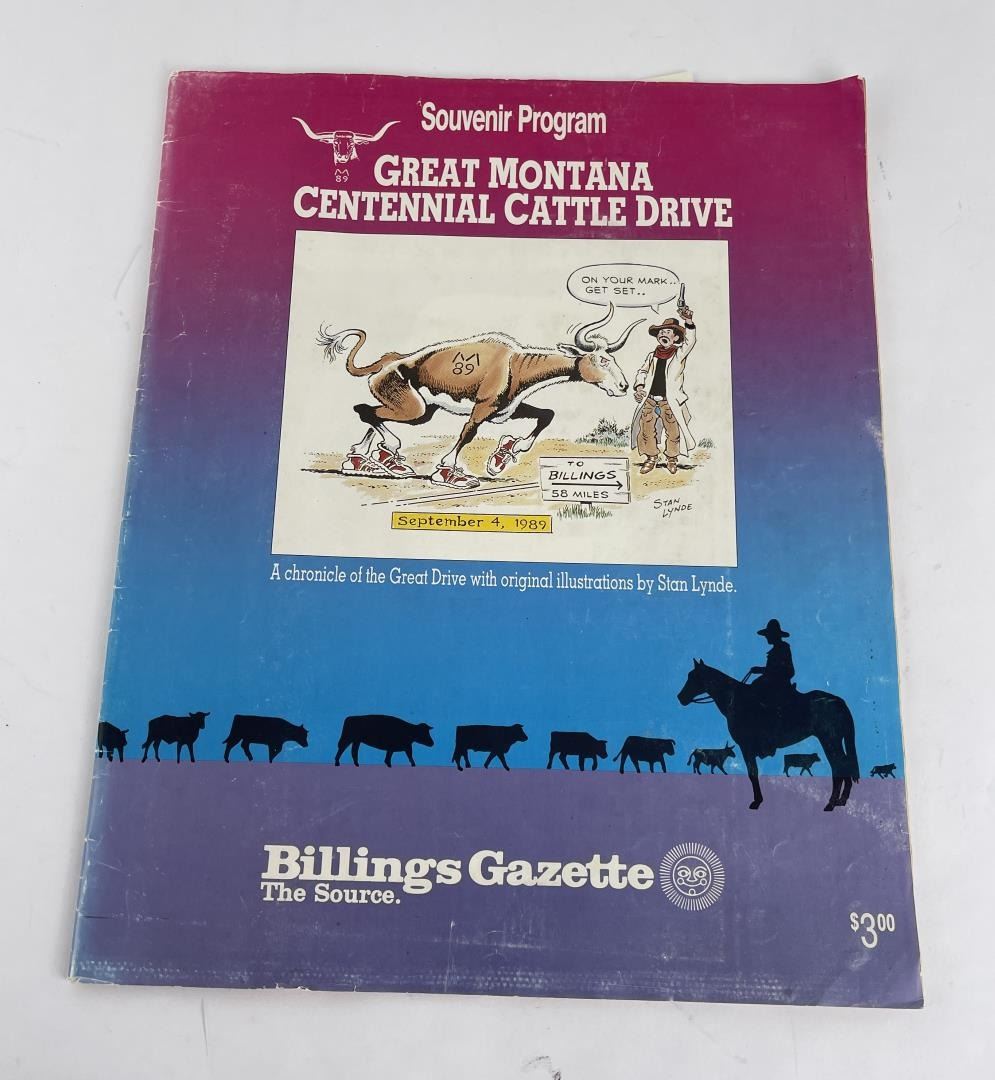 Souvenir Program
M
89
GREAT MONTANA
CENTENNIAL CATTLE DRIVE
ON YOUR MARK..
GET SET..
M
89
TO
BILLINGS
58 MILES
STAN
LYNDE
September 4, 1989
A chronicle of the Great Drive with original illustrations by Stan Lynde.
Billings Gazette
The Source.
$3.00